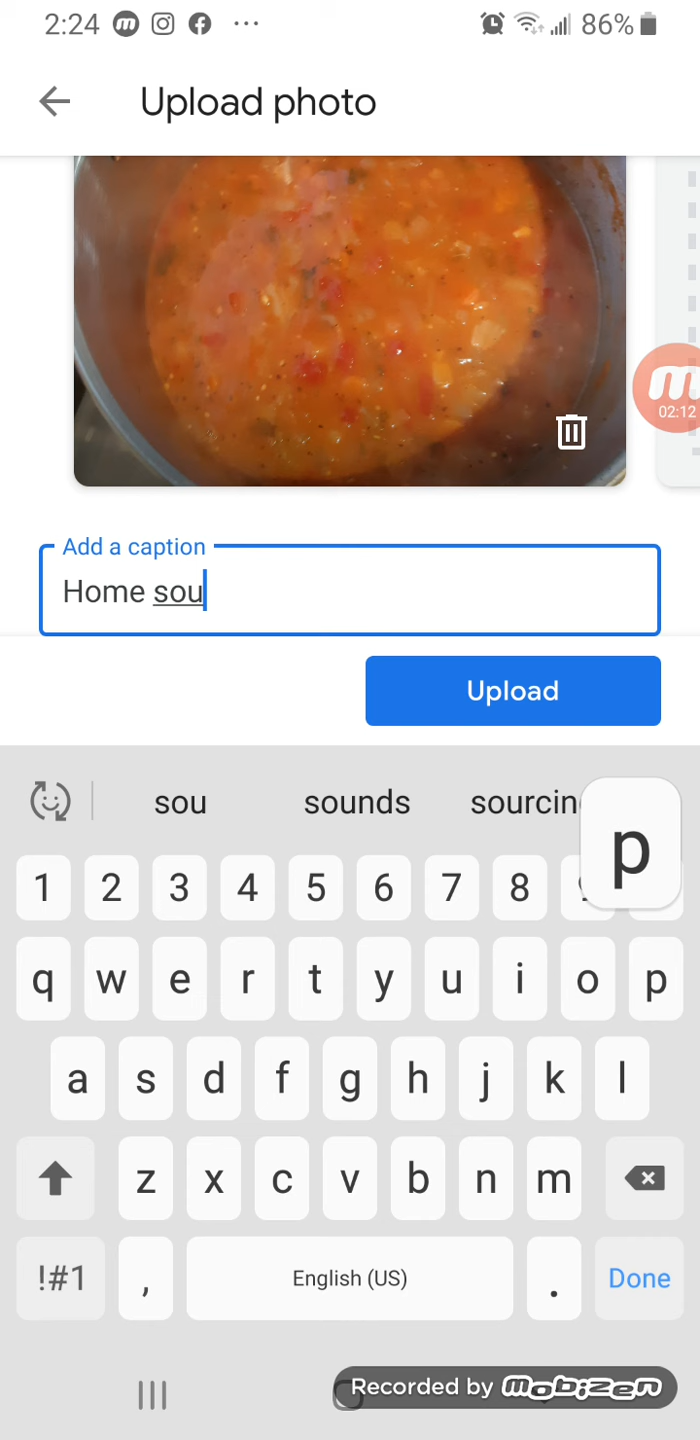 2:24 86%
Upload photo
m
02:12
Add a caption
Home sou
Upload
sou sounds sourcin
p
1 2 3 4 5 6 7 8
q w e r t y u i o p
a s d f g h j k l
z x c v b n m
!#1 , English (US) . Done
Recorded by mobizen